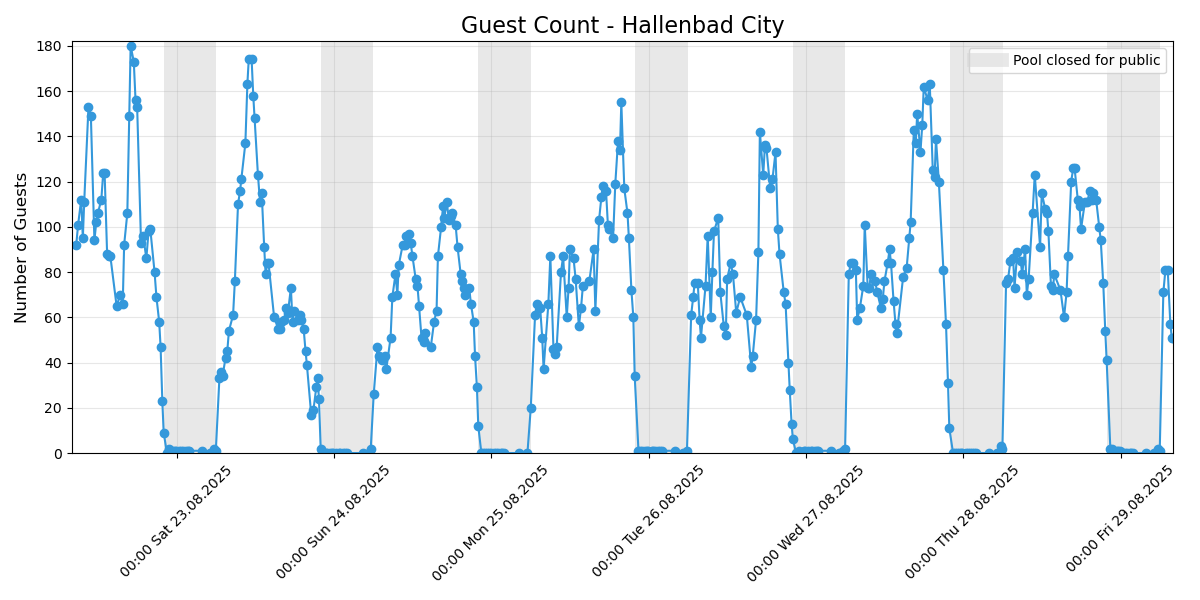 Guest Count - Hallenbad City
Pool closed for public
Number of Guests
180
160
140
120
100
80
60
40
20
0
00:00 Sat 23.08.2025
00:00 Sun 24.08.2025
00:00 Mon 25.08.2025
00:00 Tue 26.08.2025
00:00 Wed 27.08.2025
00:00 Thu 28.08.2025
00:00 Fri 29.08.2025